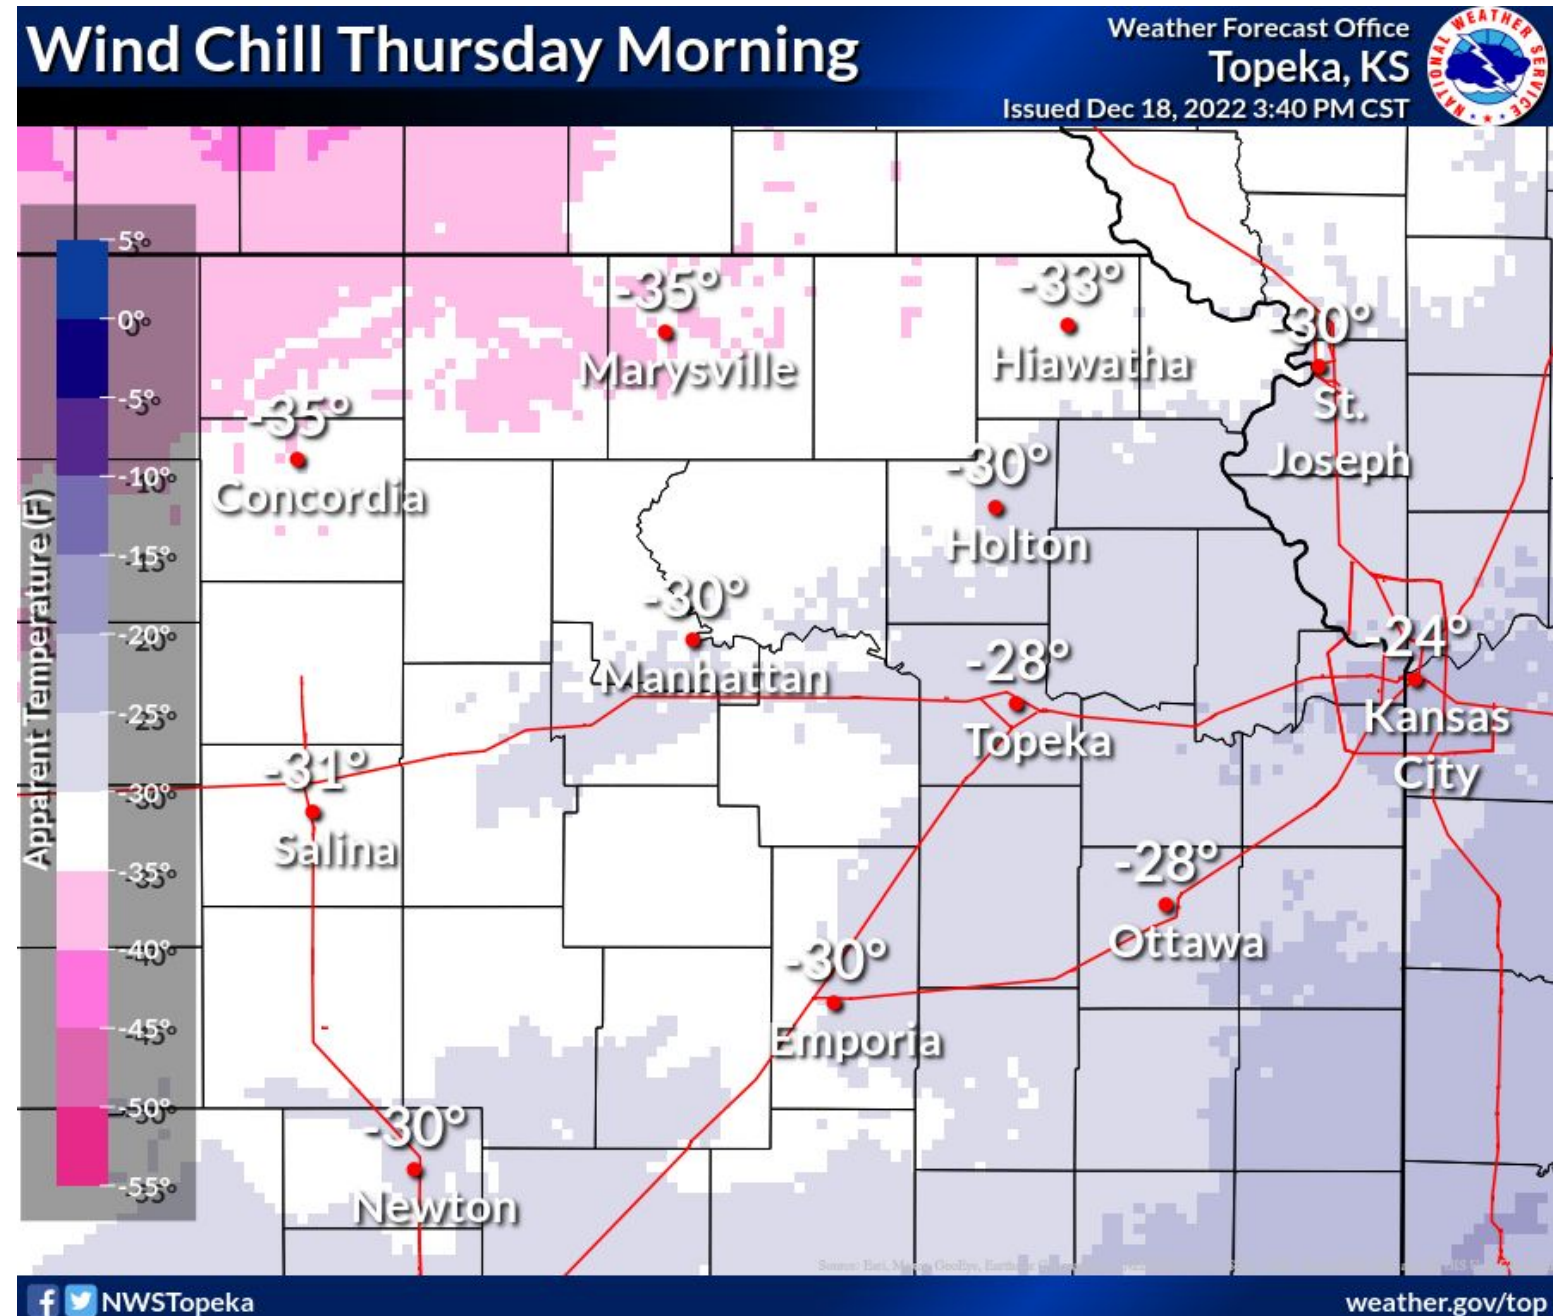 Wind Chill Thursday Morning
Weather Forecast Office
Topeka, KS
Issued Dec 18, 2022 3:40 PM CST
NATIONAL WEATHER SERVICE
Apparent Temperature (F)
5°
0°
-5°
-10°
-15°
-20°
-25°
-30°
-35°
-40°
-45°
-50°
-55°
-35°
Marysville
-33°
Hiawatha
-30°
St.
Joseph
-35°
Concordia
-30°
Holton
-30°
Manhattan
-28°
Topeka
-24°
Kansas
City
-31°
Salina
-28°
Ottawa
-30°
Emporia
-30°
Newton
Source: Esri,
GeoEye,
NWSTopeka
weather.gov/top